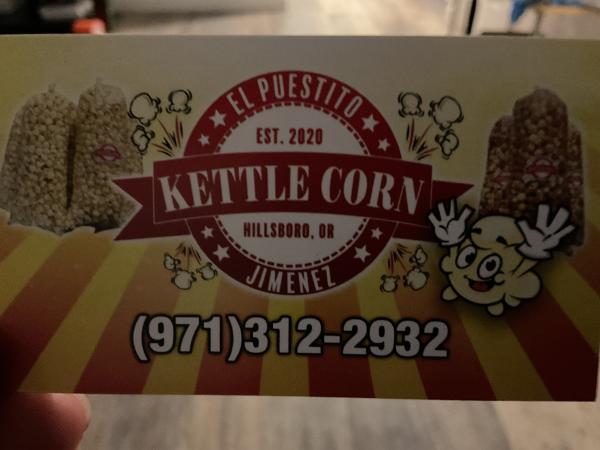 EL PUESTITO
EST. 2020
KETTLE CORN
HILLSBORO, OR
JIMENEZ
(971)312-2932